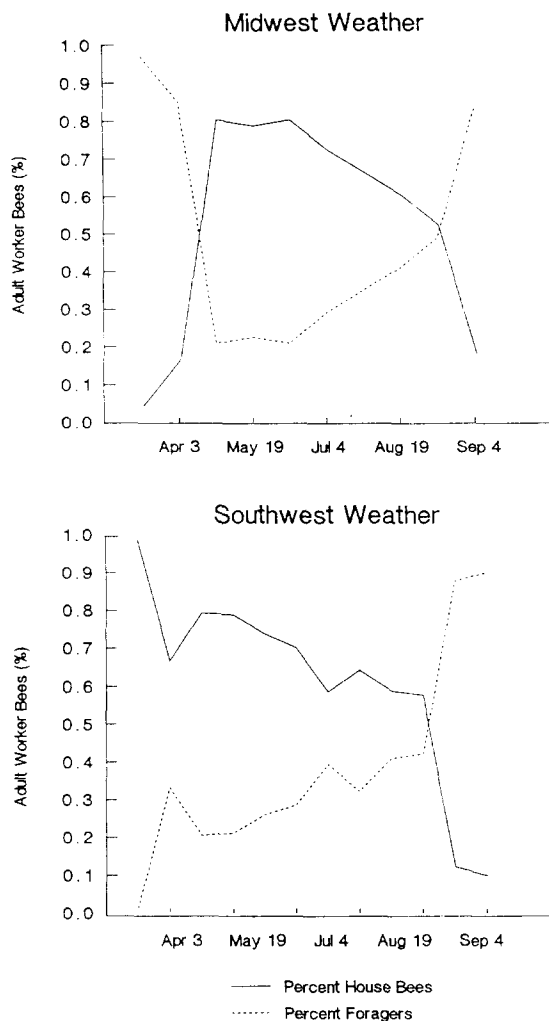 Midwest Weather
1.0
0.9
0.8
0.7
0.6
0.5
0.4
0.3
0.2
0.1
0.0
Adult Worker Bees (%)
Apr 3 May 19 Jul 4 Aug 19 Sep 4
Southwest Weather
1.0
0.9
0.8
0.7
0.6
0.5
0.4
0.3
0.2
0.1
0.0
Adult Worker Bees (%)
Apr 3 May 19 Jul 4 Aug 19 Sep 4
Percent House Bees
Percent Foragers